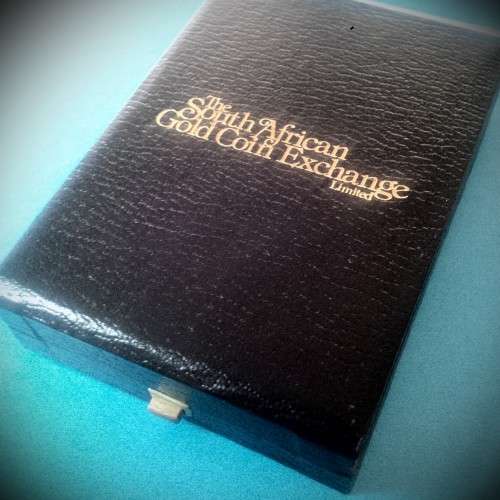 The
South African
Gold Coin Exchange
Limited